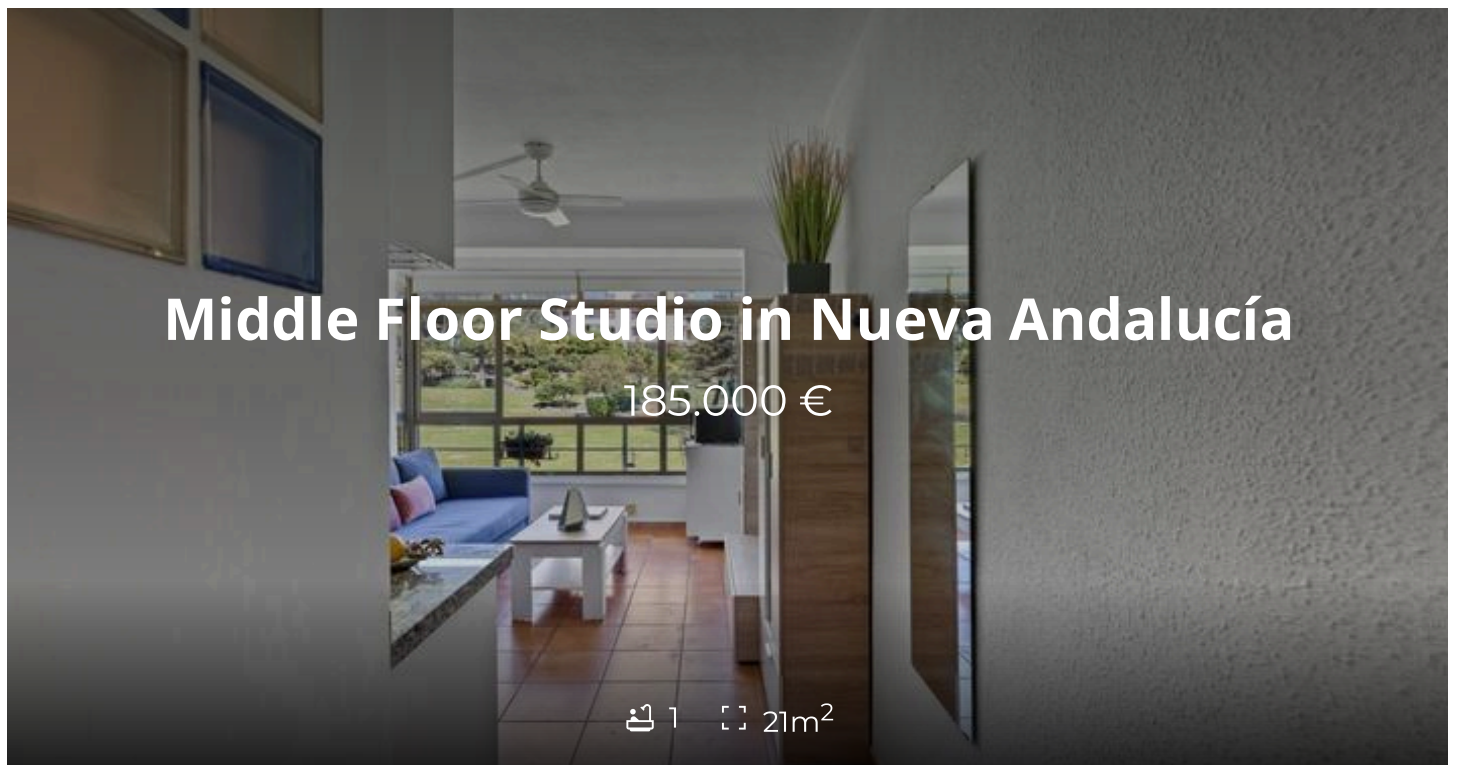 Middle Floor Studio in Nueva Andalucía
185.000 €
1 21m²